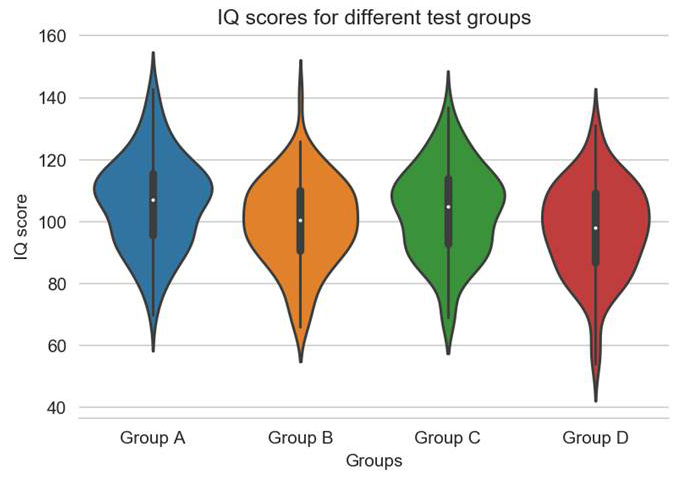 IQ scores for different test groups
160
140
120
100
80
60
40
IQ score
Group A
Group B
Group C
Group D
Groups